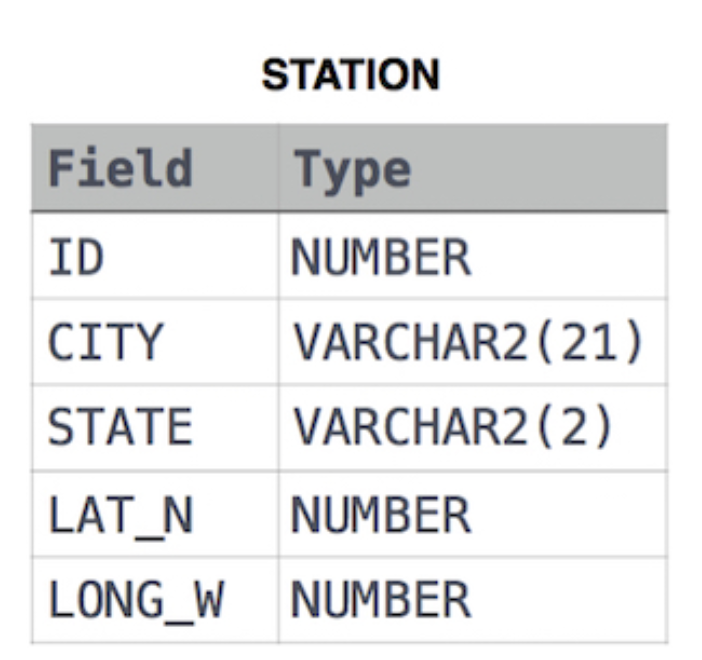 STATION
Field Type
ID NUMBER
CITY VARCHAR2(21)
STATE VARCHAR2(2)
LAT_N NUMBER
LONG_W NUMBER